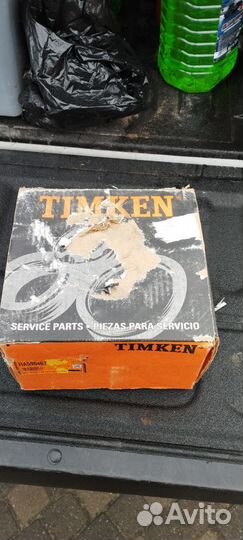 TIMKEN
SERVICE PARTS • PIEZAS PARA SERVICIO
TIMKEN
Avito